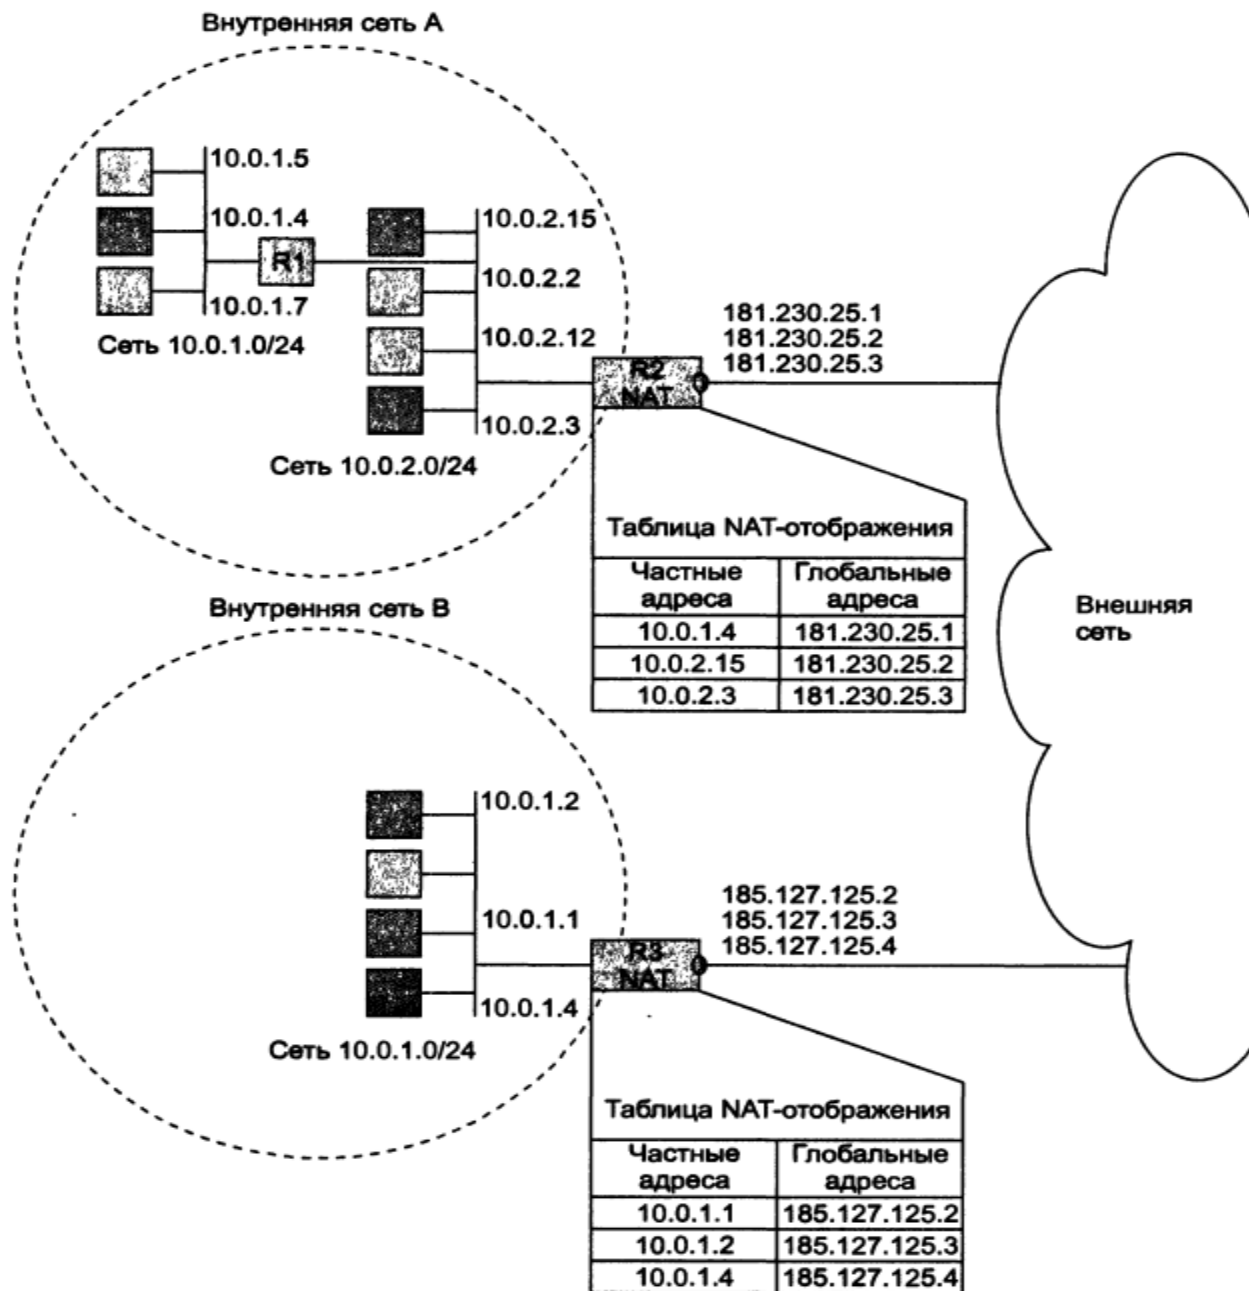 Внутренняя сеть A
10.0.1.5
10.0.1.4
10.0.2.15
R1
10.0.2.2
10.0.1.7
181.230.25.1
Сеть 10.0.1.0/24
10.0.2.12
181.230.25.2
181.230.25.3
R2
NAT
10.0.2.3
Сеть 10.0.2.0/24
Таблица NAT-отображения
Частные адреса
Глобальные адреса
10.0.1.4
181.230.25.1
10.0.2.15
181.230.25.2
10.0.2.3
181.230.25.3
Внешняя
сеть
Внутренняя сеть B
10.0.1.2
10.0.1.1
185.127.125.2
185.127.125.3
185.127.125.4
R3
NAT
10.0.1.4
Сеть 10.0.1.0/24
Таблица NAT-отображения
Частные адреса
Глобальные адреса
10.0.1.1
185.127.125.2
10.0.1.2
185.127.125.3
10.0.1.4
185.127.125.4